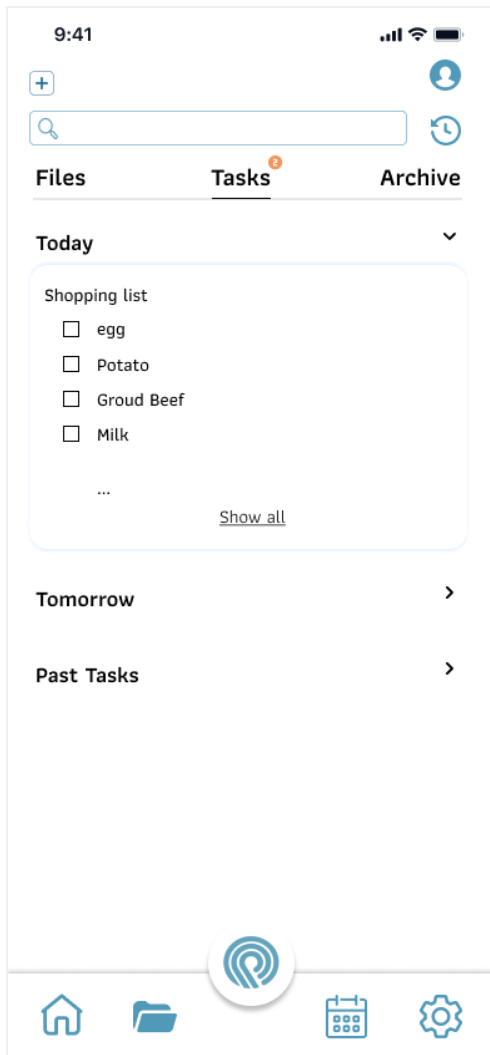 9:41
Files Tasks 2 Archive
Today
Shopping list
egg
Potato
Groud Beef
Milk
...
Show all
Tomorrow
Past Tasks